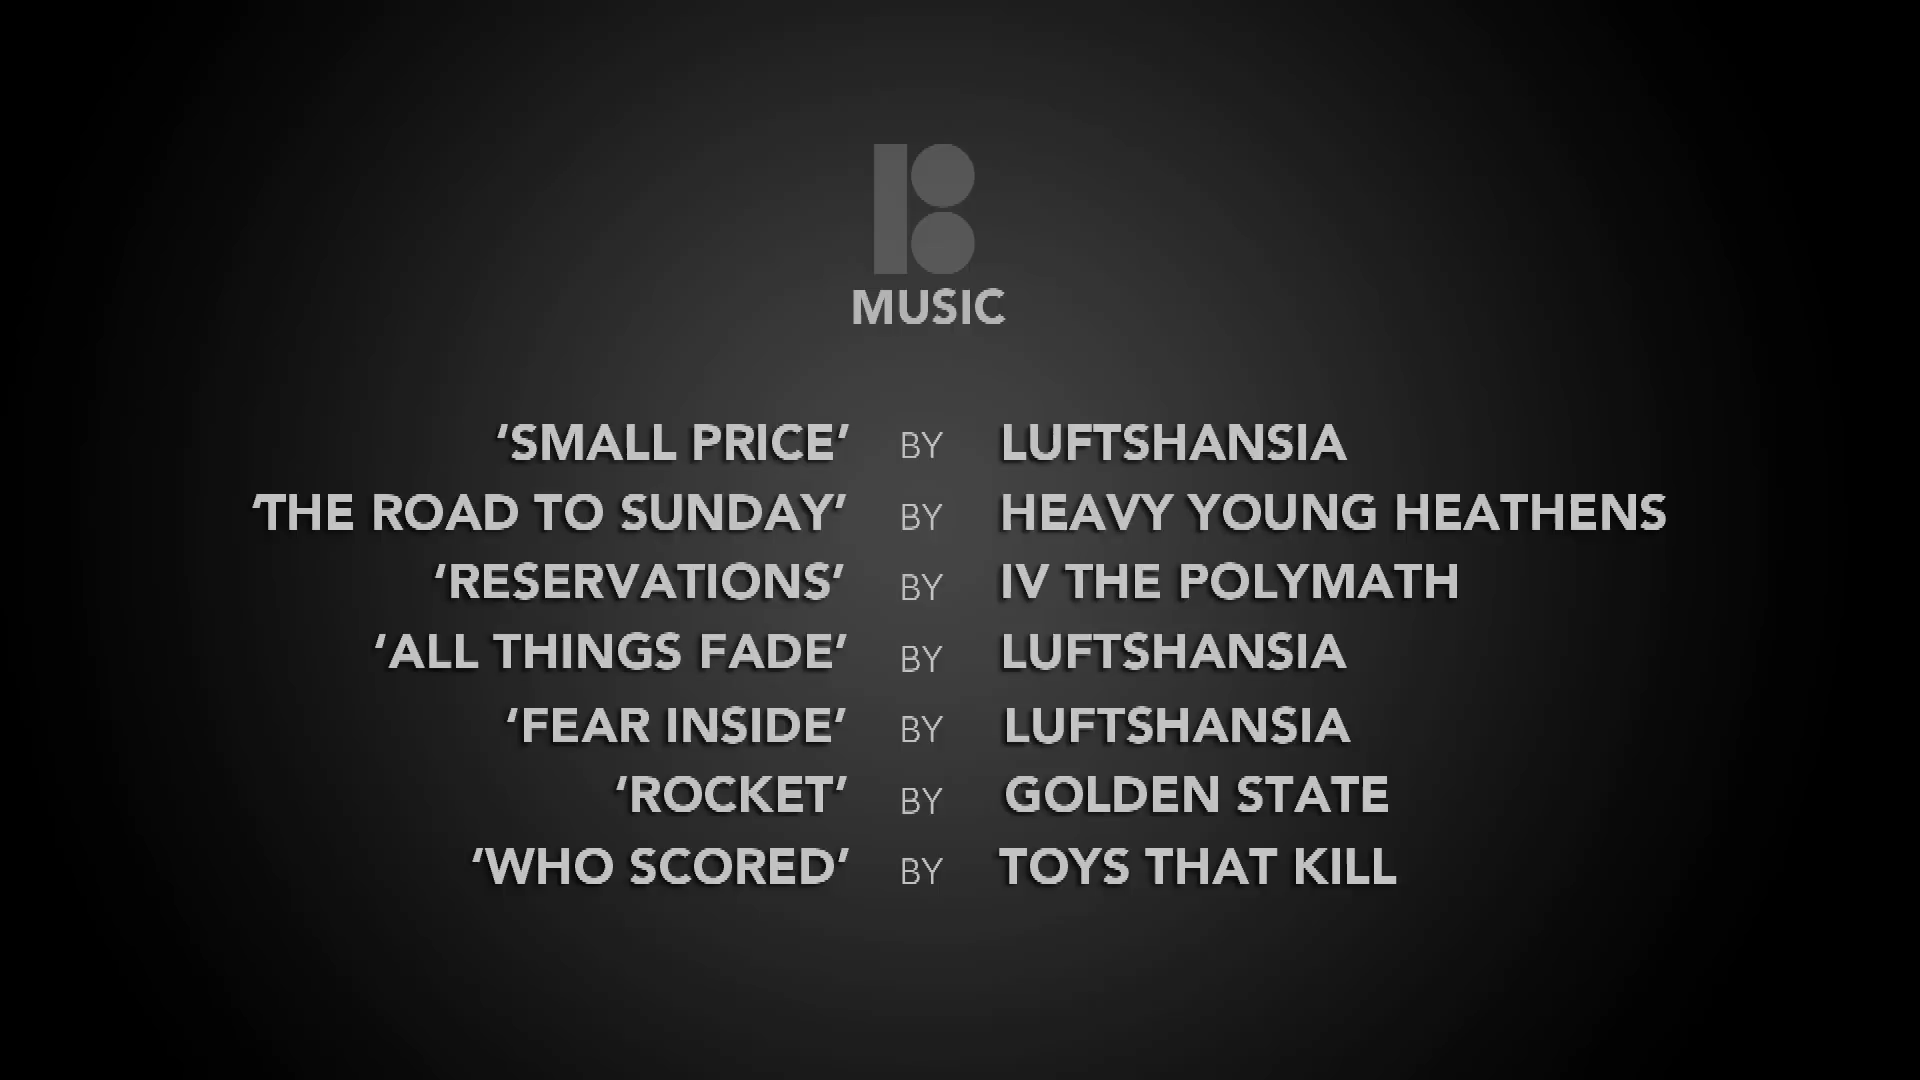 MUSIC
‘SMALL PRICE’ BY LUFTSHANSIA
‘THE ROAD TO SUNDAY’ BY HEAVY YOUNG HEATHENS
‘RESERVATIONS’ BY IV THE POLYMATH
‘ALL THINGS FADE’ BY LUFTSHANSIA
‘FEAR INSIDE’ BY LUFTSHANSIA
‘ROCKET’ BY GOLDEN STATE
‘WHO SCORED’ BY TOYS THAT KILL